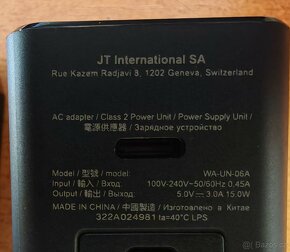 JT International SA
Rue Kazem Radjavi 8, 1202 Geneva, Switzerland
AC adapter / Class 2 Power Unit / Power Supply Unit /
電源供應器 / Зарядное устройство
Model / 型號 / model: WA-UN-06A
Input / 輸入 / Вход: 100V-240V~50/60Hz 0.45A
Output / 輸出 / Выход: 5.0V⎓3.0A 15.0W
MADE IN CHINA / 中國製造 / Изготовлено в Китае
322A024981 ta=40°C LPS